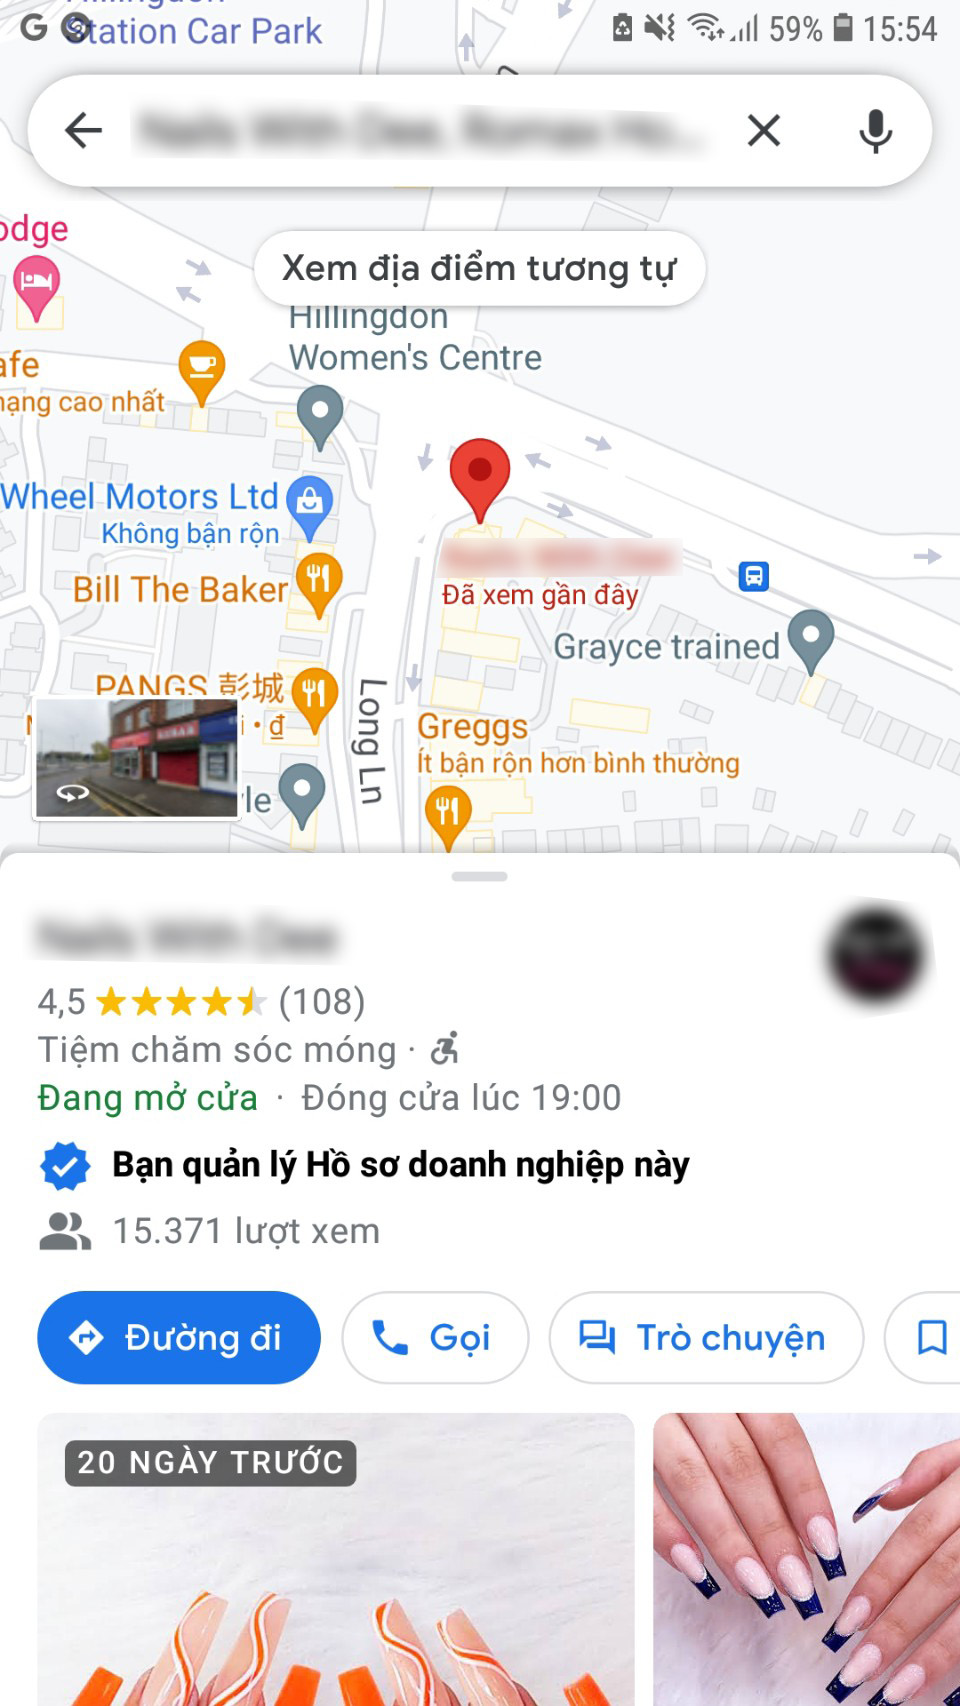 Hillingdon
Station Car Park
59%
15:54
odge
Xem địa điểm tương tự
Hillingdon
Women's Centre
afe
hạng cao nhất
Wheel Motors Ltd
Không bận rộn
Bill The Baker
Đã xem gần đây
Grayce trained
PANGS 彭城
i · ₫
Long Ln
Greggs
Ít bận rộn hơn bình thường
le
4,5 (108)
Tiệm chăm sóc móng ·
Đang mở cửa · Đóng cửa lúc 19:00
Bạn quản lý Hồ sơ doanh nghiệp này
15.371 lượt xem
Đường đi
Gọi
Trò chuyện
20 NGÀY TRƯỚC